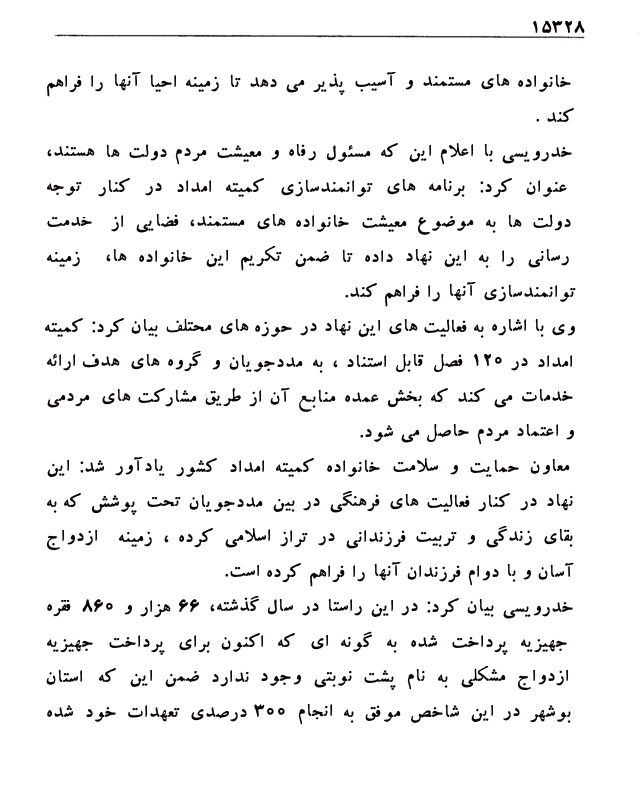 ۱۵۳۲۸
خانواده های مستمند و آسیب پذیر می دهد تا زمینه احیا آنها را فراهم
کند .
خدرویسی با اعلام این که مسئول رفاه و معیشت مردم دولت ها هستند،
عنوان کرد: برنامه های توانمندسازی کمیته امداد در کنار توجه
دولت ها به موضوع معیشت خانواده های مستمند، فضایی از خدمت
رسانی را به این نهاد داده تا ضمن تکریم این خانواده ها، زمینه
توانمندسازی آنها را فراهم کند.
وی با اشاره به فعالیت های این نهاد در حوزه های مختلف بیان کرد: کمیته
امداد در ۱۲۰ فصل قابل استناد ، به مددجویان و گروه های هدف ارائه
خدمات می کند که بخش عمده منابع آن از طریق مشارکت های مردمی
و اعتماد مردم حاصل می شود.
معاون حمایت و سلامت خانواده کمیته امداد کشور یادآور شد: این
نهاد در کنار فعالیت های فرهنگی در بین مددجویان تحت پوشش که به
بقای زندگی و تربیت فرزندانی در تراز اسلامی کرده ، زمینه ازدواج
آسان و با دوام فرزندان آنها را فراهم کرده است.
خدرویسی بیان کرد: در این راستا در سال گذشته، ۶۶ هزار و ۸۶۰ فقره
جهیزیه پرداخت شده به گونه ای که اکنون برای پرداخت جهیزیه
ازدواج مشکلی به نام پشت نوبتی وجود ندارد ضمن این که استان
بوشهر در این شاخص موفق به انجام ۳۰۰ درصدی تعهدات خود شده